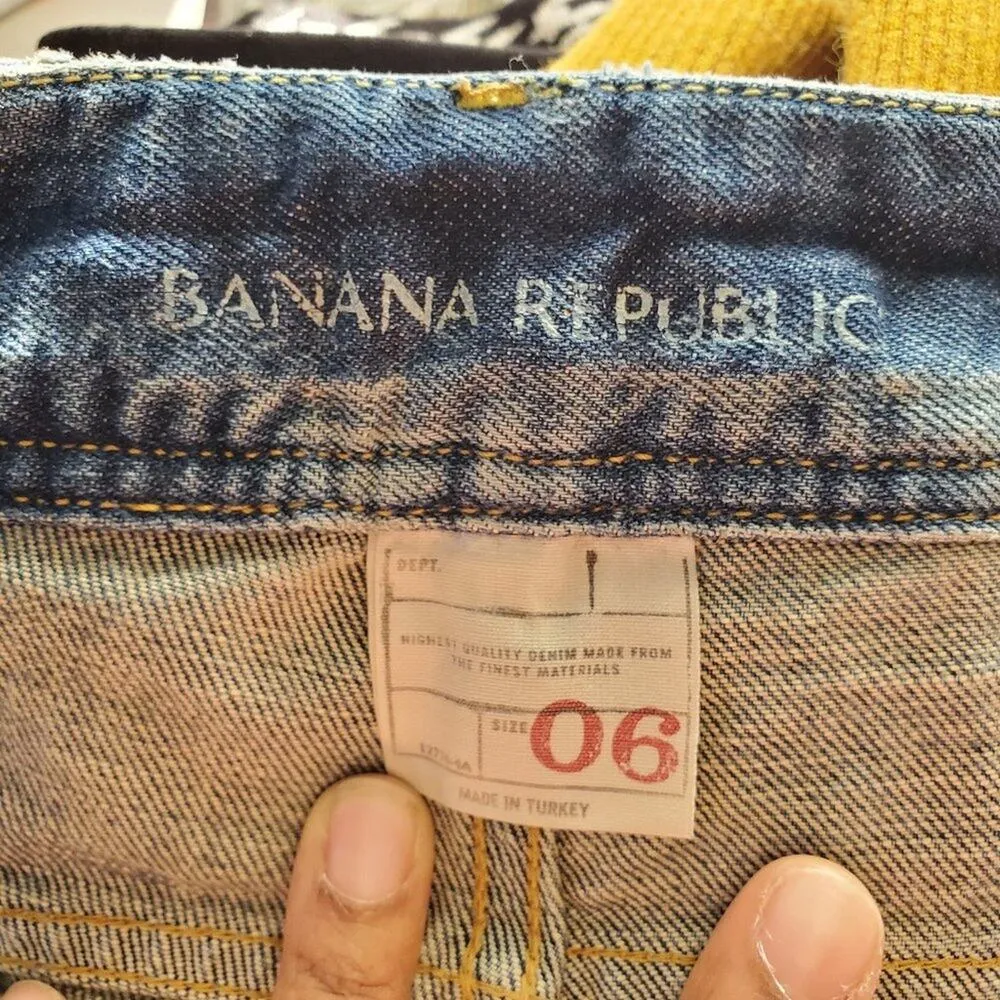 BANANA REPUBLIC
DEPT.
HIGHEST QUALITY DENIM MADE FROM
THE FINEST MATERIALS
SIZE 06
MADE IN TURKEY